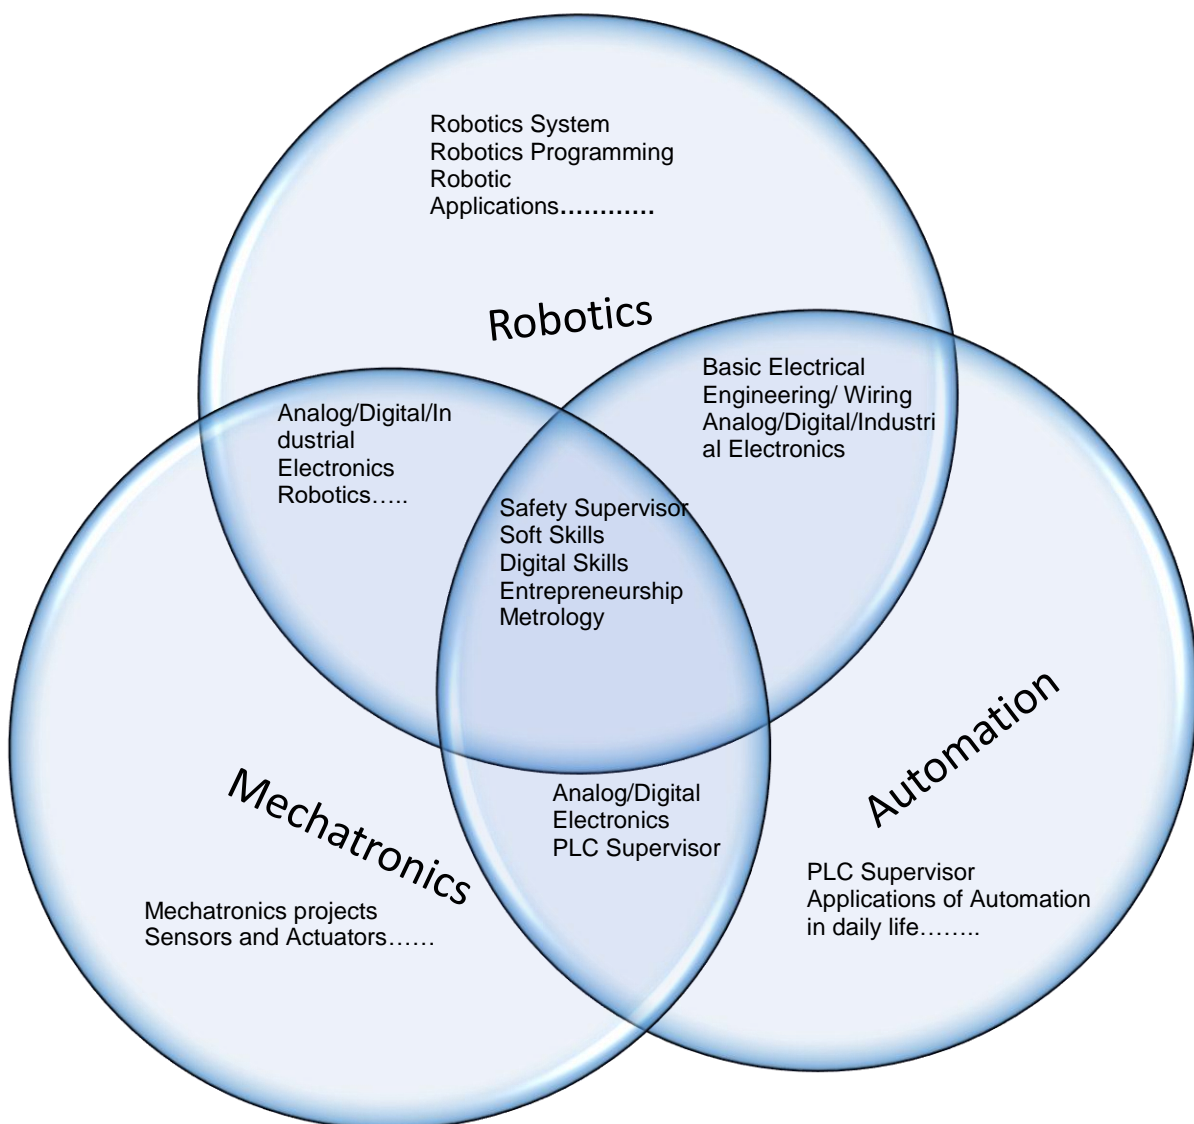 Robotics System
Robotics Programming
Robotic
Applications…………
Robotics
Basic Electrical
Engineering/ Wiring
Analog/Digital/Industri
al Electronics
Analog/Digital/In
dustrial
Electronics
Robotics…..
Safety Supervisor
Soft Skills
Digital Skills
Entrepreneurship
Metrology
Automation
Mechatronics
Analog/Digital
Electronics
PLC Supervisor
PLC Supervisor
Applications of Automation
in daily life……..
Mechatronics projects
Sensors and Actuators……